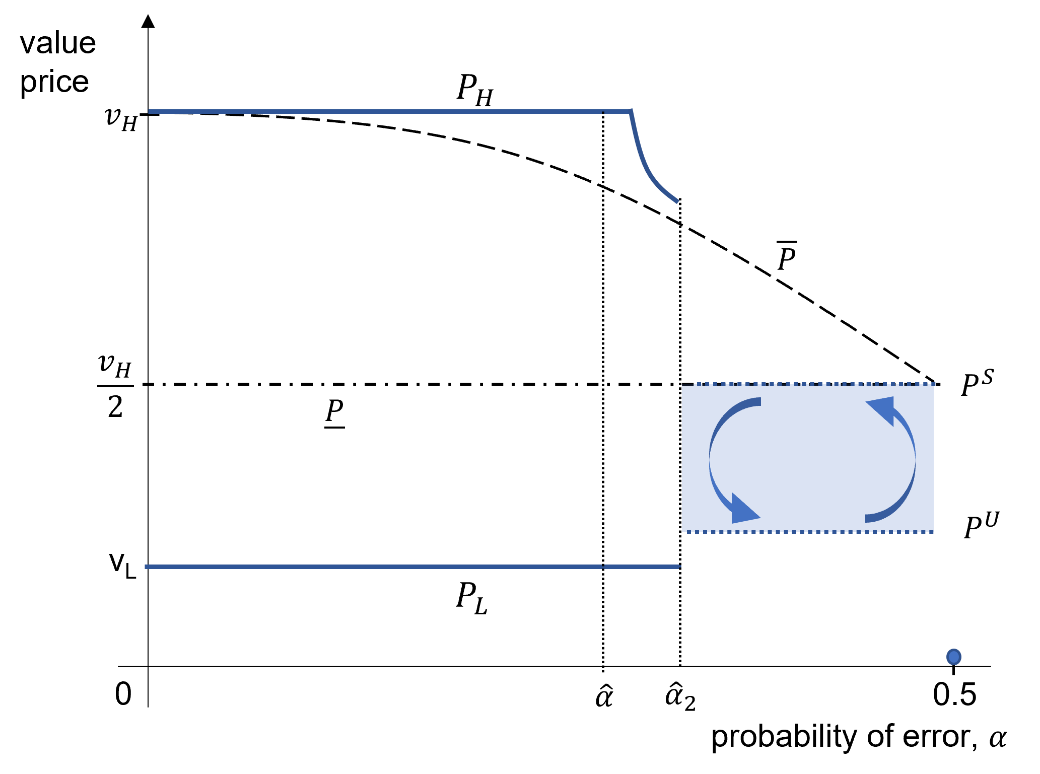 value
price
P_H
v_H
P̅
v_H
2
P̲
P^S
P^U
v_L
P_L
0
α̂
α̂_2
0.5
probability of error, α